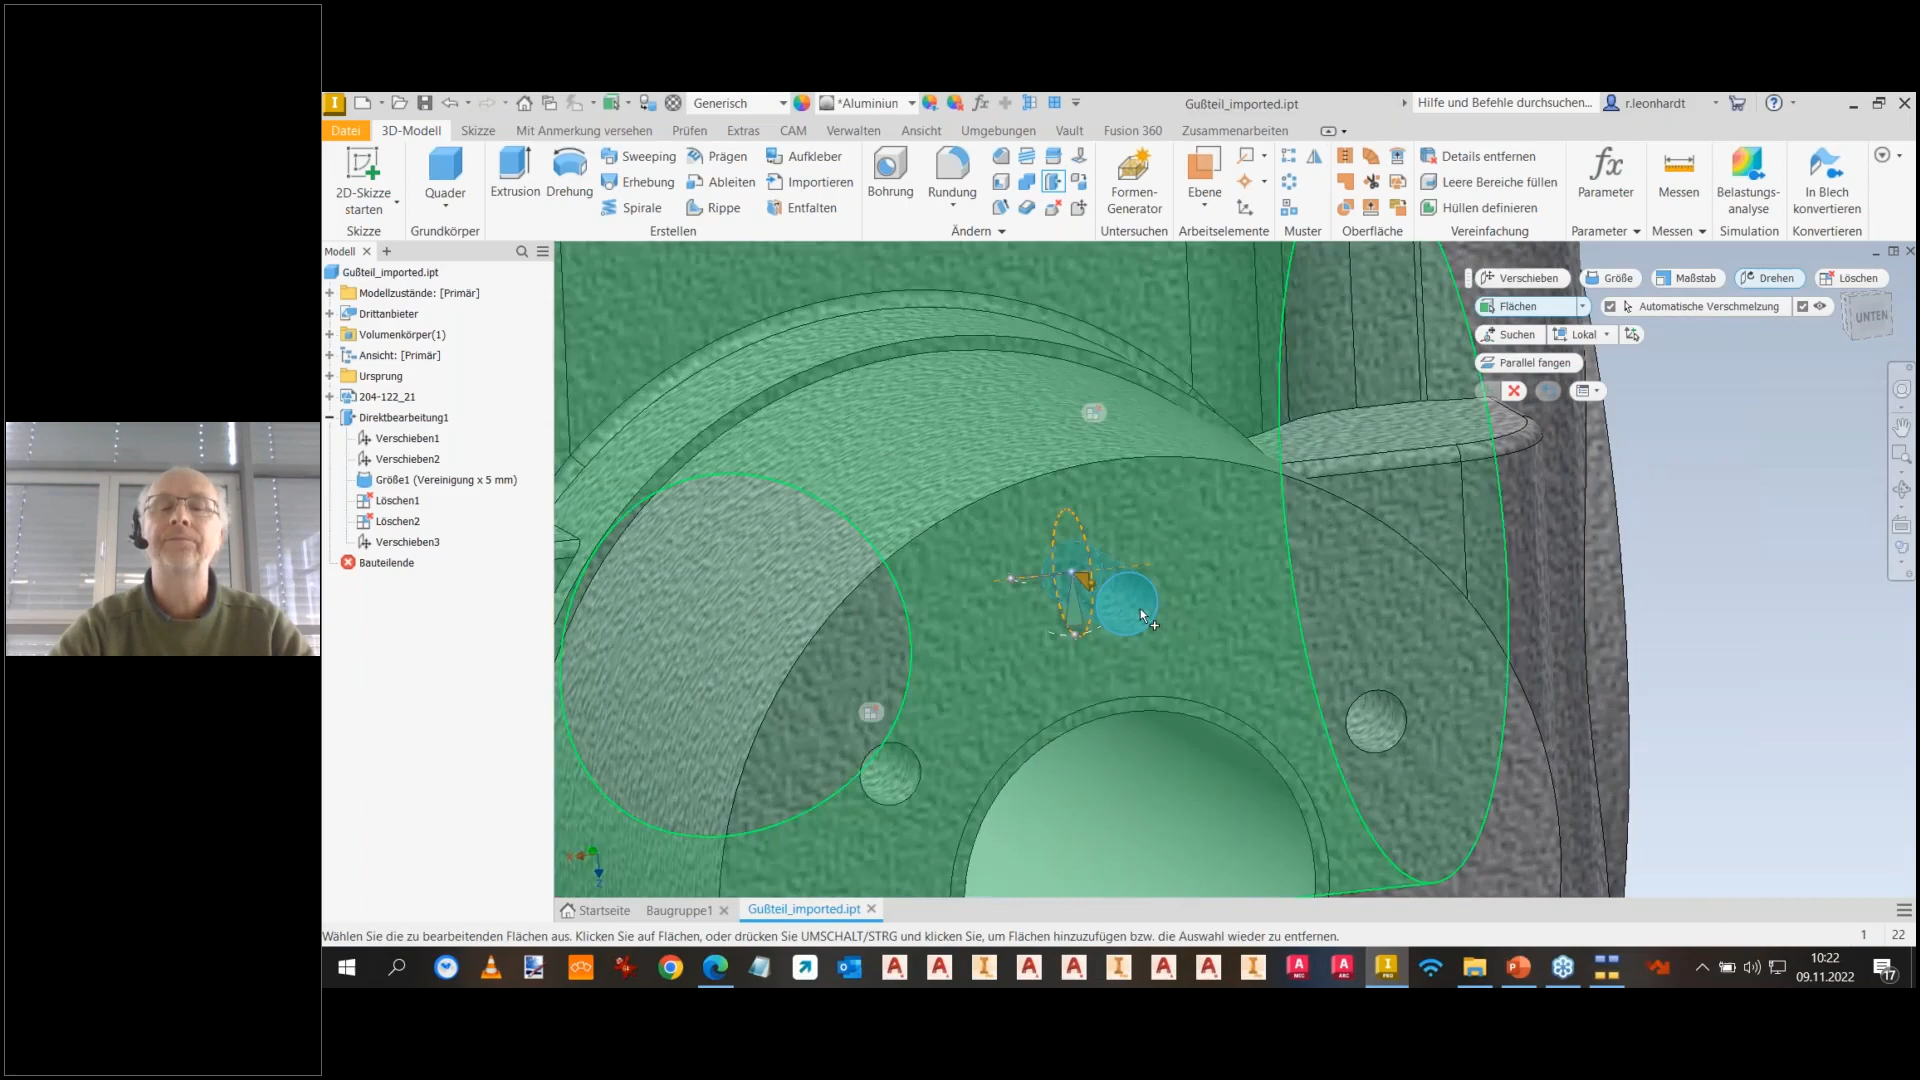 Generisch
*Aluminiun
Gußteil_imported.ipt
Hilfe und Befehle durchsuchen...
r.leonhardt
Datei
3D-Modell
Skizze
Mit Anmerkung versehen
Prüfen
Extras
CAM
Verwalten
Ansicht
Umgebungen
Vault
Fusion 360
Zusammenarbeiten
2D-Skizze
starten
Skizze
Quader
Grundkörper
Extrusion
Drehung
Sweeping
Erhebung
Spirale
Prägen
Ableiten
Rippe
Aufkleber
Importieren
Entfalten
Erstellen
Bohrung
Rundung
Ändern
Formen-
Generator
Untersuchen
Ebene
Arbeitselemente
Muster
Oberfläche
Details entfernen
Leere Bereiche füllen
Hüllen definieren
Vereinfachung
fx
Parameter
Parameter
Messen
Messen
Belastungs-
analyse
Simulation
In Blech
konvertieren
Konvertieren
Modell
Gußteil_imported.ipt
Modellzustände: [Primär]
Drittanbieter
Volumenkörper(1)
Ansicht: [Primär]
Ursprung
204-122_21
Direktbearbeitung1
Verschieben1
Verschieben2
Größe1 (Vereinigung x 5 mm)
Löschen1
Löschen2
Verschieben3
Bauteilende
Verschieben
Größe
Maßstab
Drehen
Löschen
Flächen
Automatische Verschmelzung
Suchen
Lokal
Parallel fangen
UNTEN
Startseite
Baugruppe1
Gußteil_imported.ipt
Wählen Sie die zu bearbeitenden Flächen aus. Klicken Sie auf Flächen, oder drücken Sie UMSCHALT/STRG und klicken Sie, um Flächen hinzuzufügen bzw. die Auswahl wieder zu entfernen.
1
22
10:22
09.11.2022
17